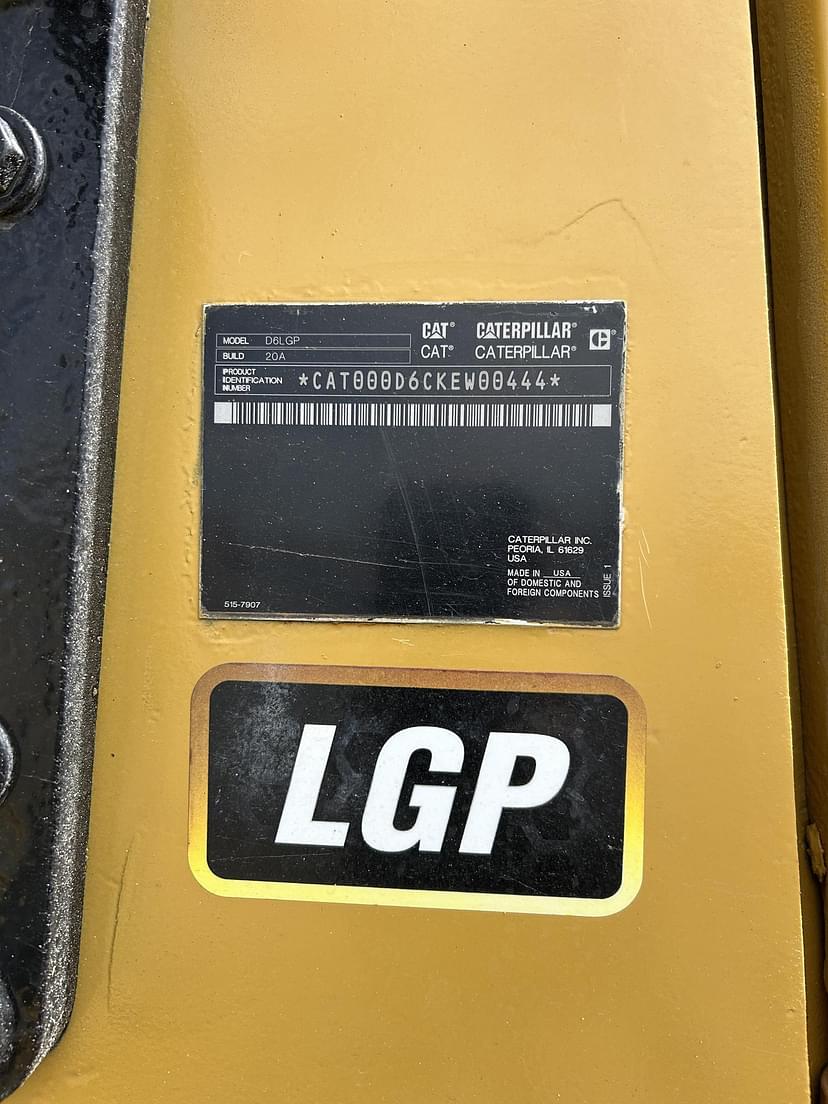 MODEL D6LGP
BUILD 20A
CAT® CATERPILLAR®
CAT® CATERPILLAR®
PRODUCT
IDENTIFICATION
NUMBER
*CAT000D6CKEW00444*
CATERPILLAR INC.
PEORIA, IL 61629
USA
MADE IN USA
OF DOMESTIC AND
FOREIGN COMPONENTS
ISSUE 1
515-7907
LGP